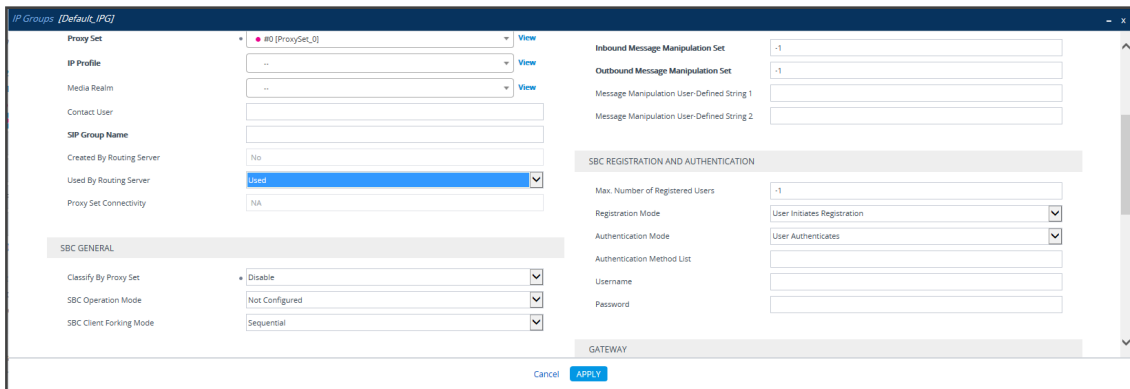 IP Groups [Default_IPG] – x
Proxy Set #0 [ProxySet_0] View
IP Profile -- View
Media Realm -- View
Contact User
SIP Group Name
Created By Routing Server No
Used By Routing Server Used
Proxy Set Connectivity NA
SBC GENERAL
Classify By Proxy Set Disable
SBC Operation Mode Not Configured
SBC Client Forking Mode Sequential
Inbound Message Manipulation Set -1
Outbound Message Manipulation Set -1
Message Manipulation User-Defined String 1
Message Manipulation User-Defined String 2
SBC REGISTRATION AND AUTHENTICATION
Max. Number of Registered Users -1
Registration Mode User Initiates Registration
Authentication Mode User Authenticates
Authentication Method List
Username
Password
GATEWAY
Cancel APPLY